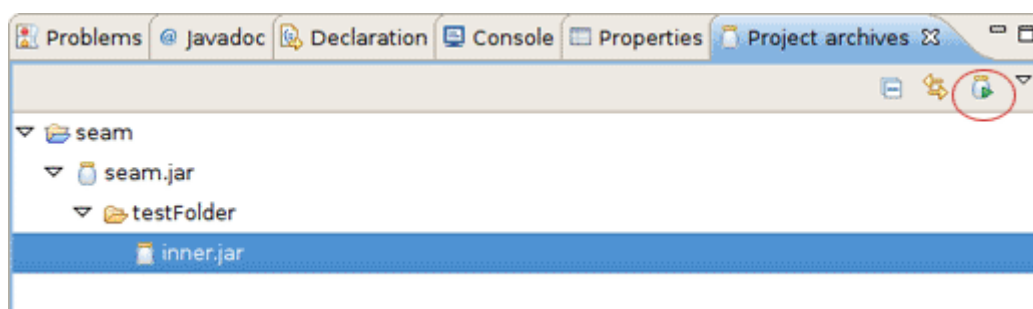 Problems @ Javadoc Declaration Console Properties Project archives
seam
seam.jar
testFolder
inner.jar